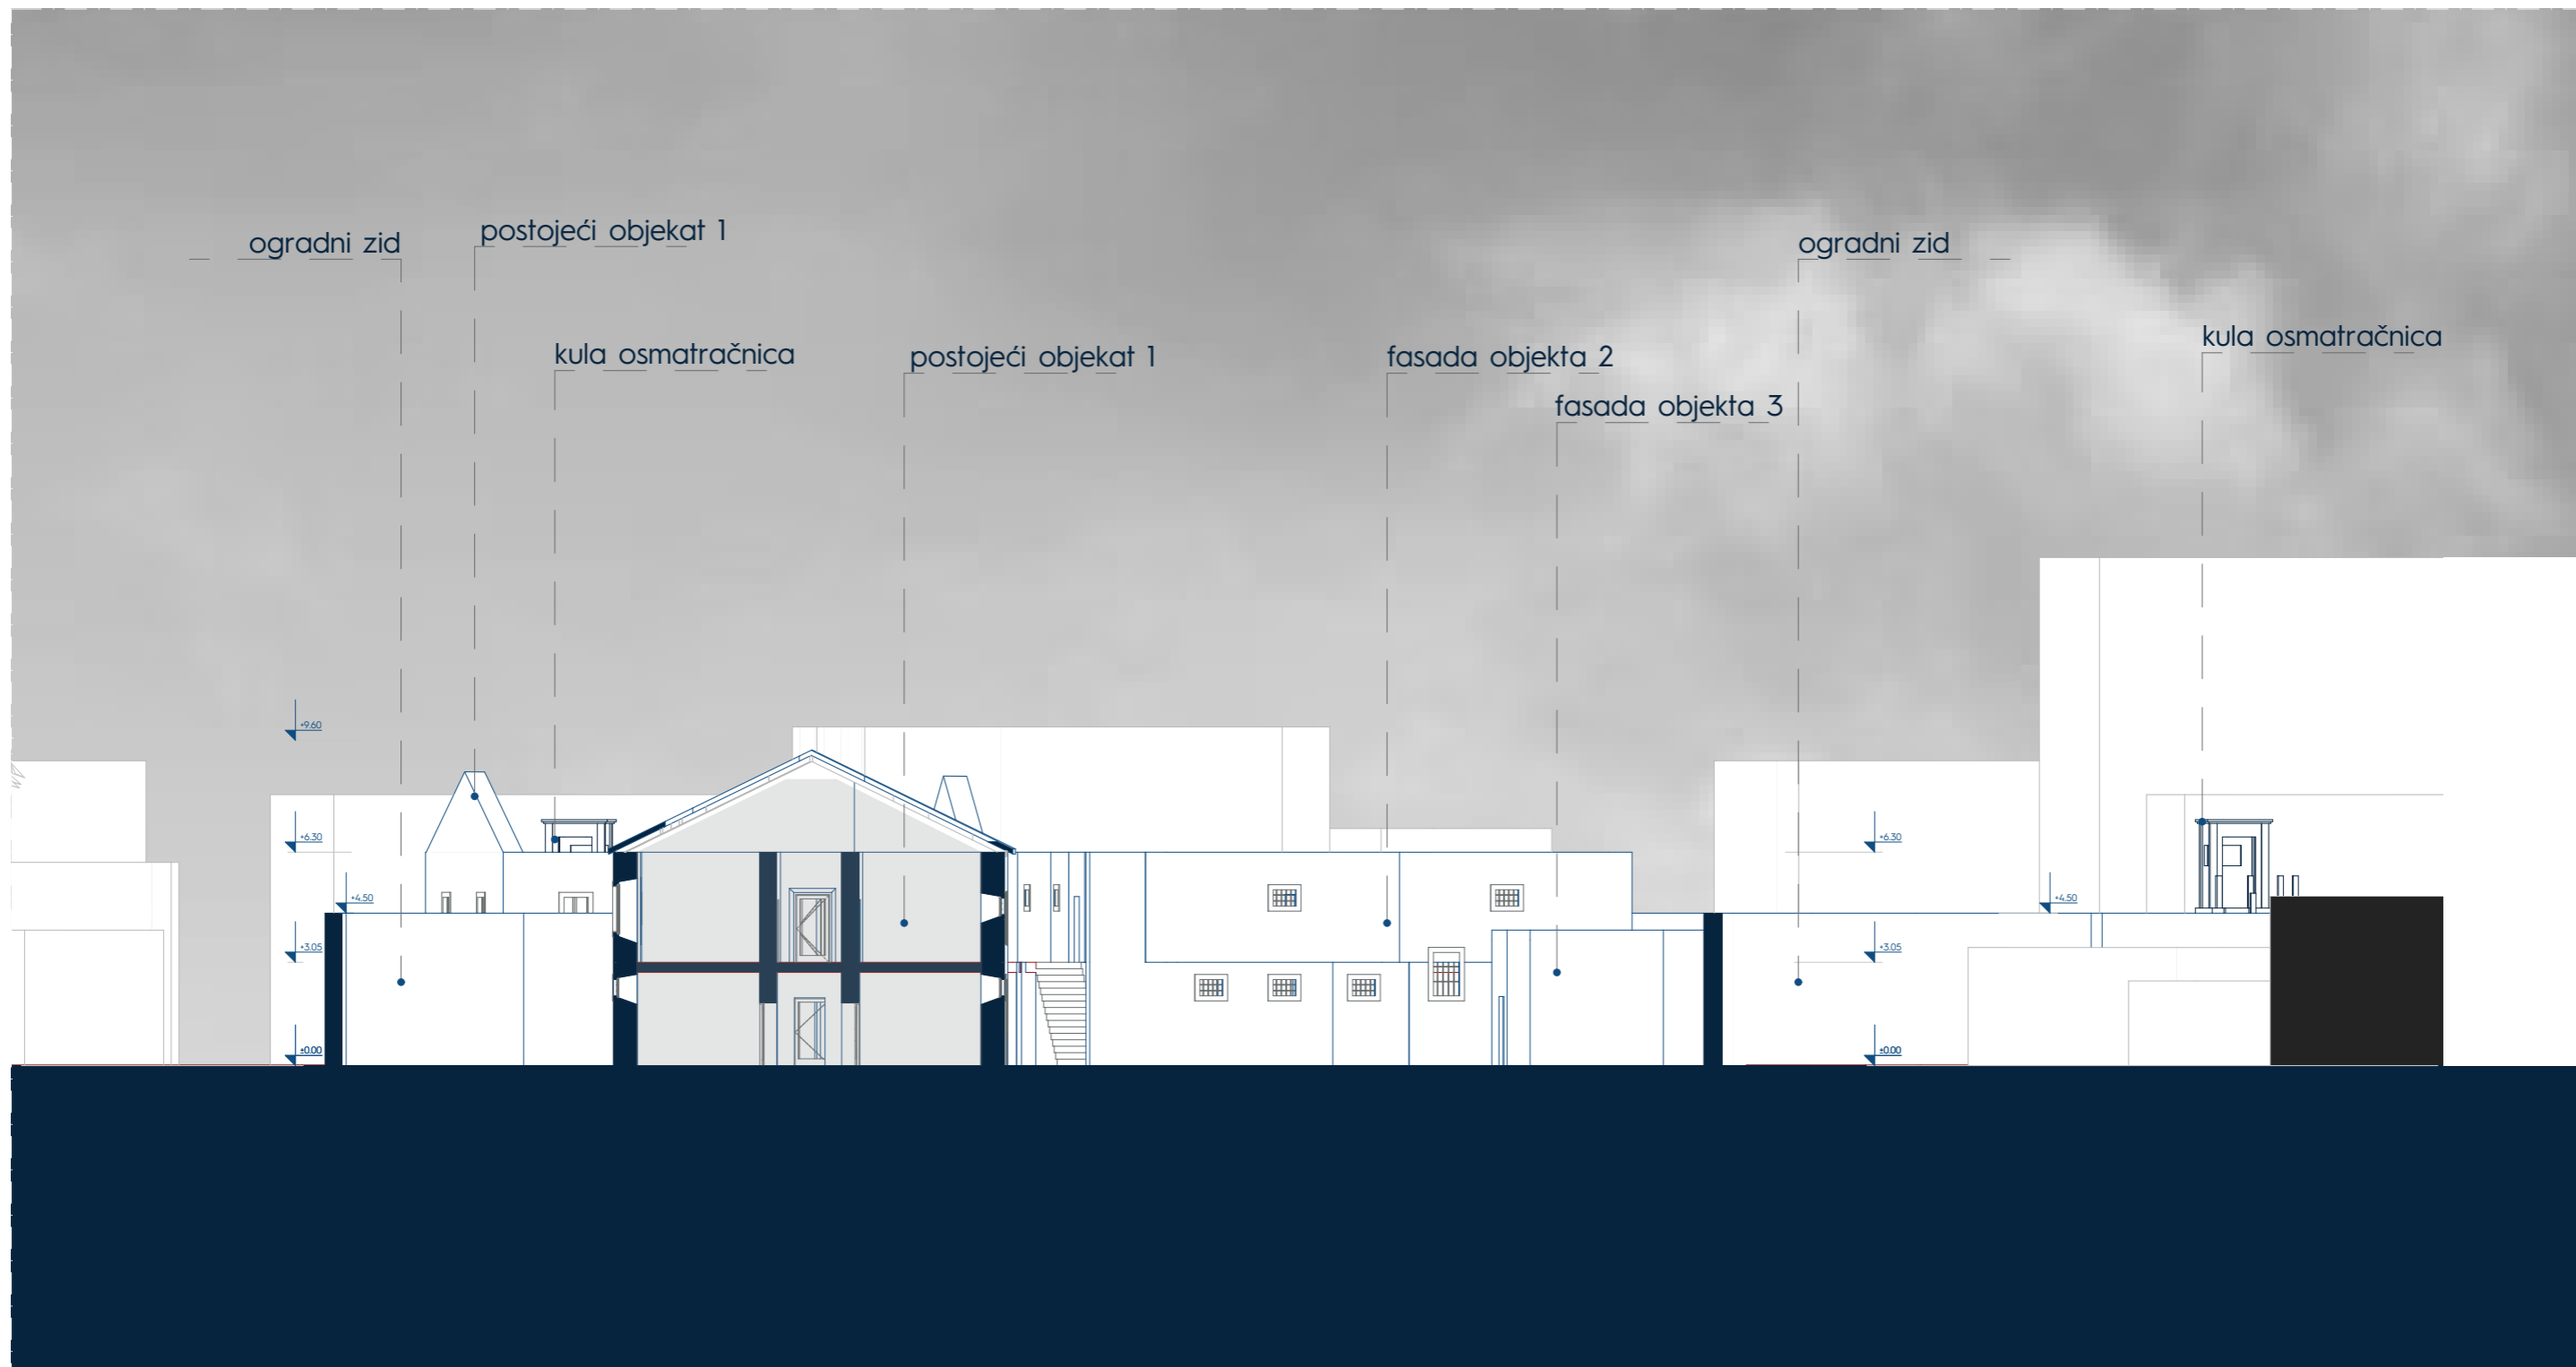 postojeći objekat 1
ogradni zid
ogradni zid
kula osmatračnica
kula osmatračnica
postojeći objekat 1
fasada objekta 2
fasada objekta 3
+9.60
+6.30
+6.30
+4.50
+4.50
+3.05
+3.05
±0.00
±0.00